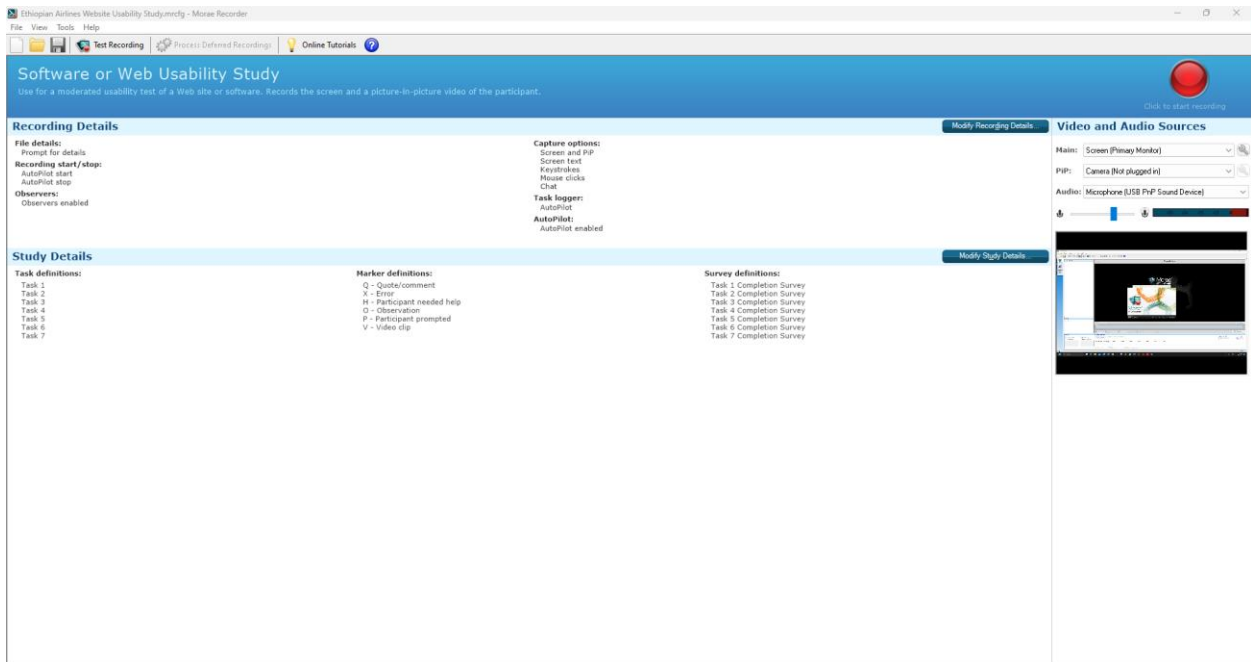 Ethiopian Airlines Website Usability Study.mrcfg - Morae Recorder
File View Tools Help
Test Recording Process Deferred Recordings Online Tutorials
Software or Web Usability Study
Use for a moderated usability test of a Web site or software. Records the screen and a picture-in-picture video of the participant.
Click to start recording
Recording Details
Modify Recording Details...
File details:
Prompt for details
Recording start/stop:
AutoPilot start
AutoPilot stop
Observers:
Observers enabled
Capture options:
Screen and PiP
Screen text
Keystrokes
Mouse clicks
Chat
Task logger:
AutoPilot
AutoPilot:
AutoPilot enabled
Study Details
Modify Study Details...
Task definitions:
Task 1
Task 2
Task 3
Task 4
Task 5
Task 6
Task 7
Marker definitions:
Q - Quote/comment
X - Error
H - Participant needed help
O - Observation
P - Participant prompted
V - Video clip
Survey definitions:
Task 1 Completion Survey
Task 2 Completion Survey
Task 3 Completion Survey
Task 4 Completion Survey
Task 5 Completion Survey
Task 6 Completion Survey
Task 7 Completion Survey
Video and Audio Sources
Main: Screen (Primary Monitor)
PiP: Camera (Not plugged in)
Audio: Microphone (USB PnP Sound Device)